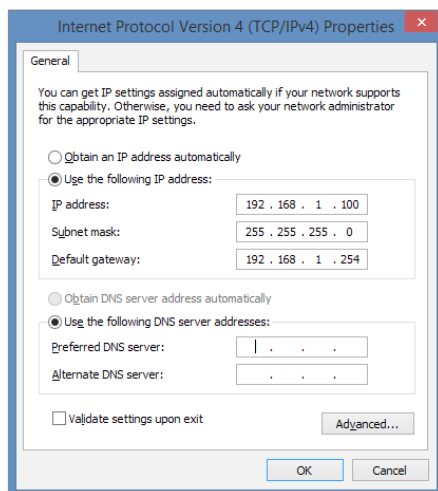 Internet Protocol Version 4 (TCP/IPv4) Properties
General
You can get IP settings assigned automatically if your network supports
this capability. Otherwise, you need to ask your network administrator
for the appropriate IP settings.
Obtain an IP address automatically
Use the following IP address:
IP address: 192 . 168 . 1 . 100
Subnet mask: 255 . 255 . 255 . 0
Default gateway: 192 . 168 . 1 . 254
Obtain DNS server address automatically
Use the following DNS server addresses:
Preferred DNS server: . . .
Alternate DNS server: . . .
Validate settings upon exit
Advanced...
OK Cancel